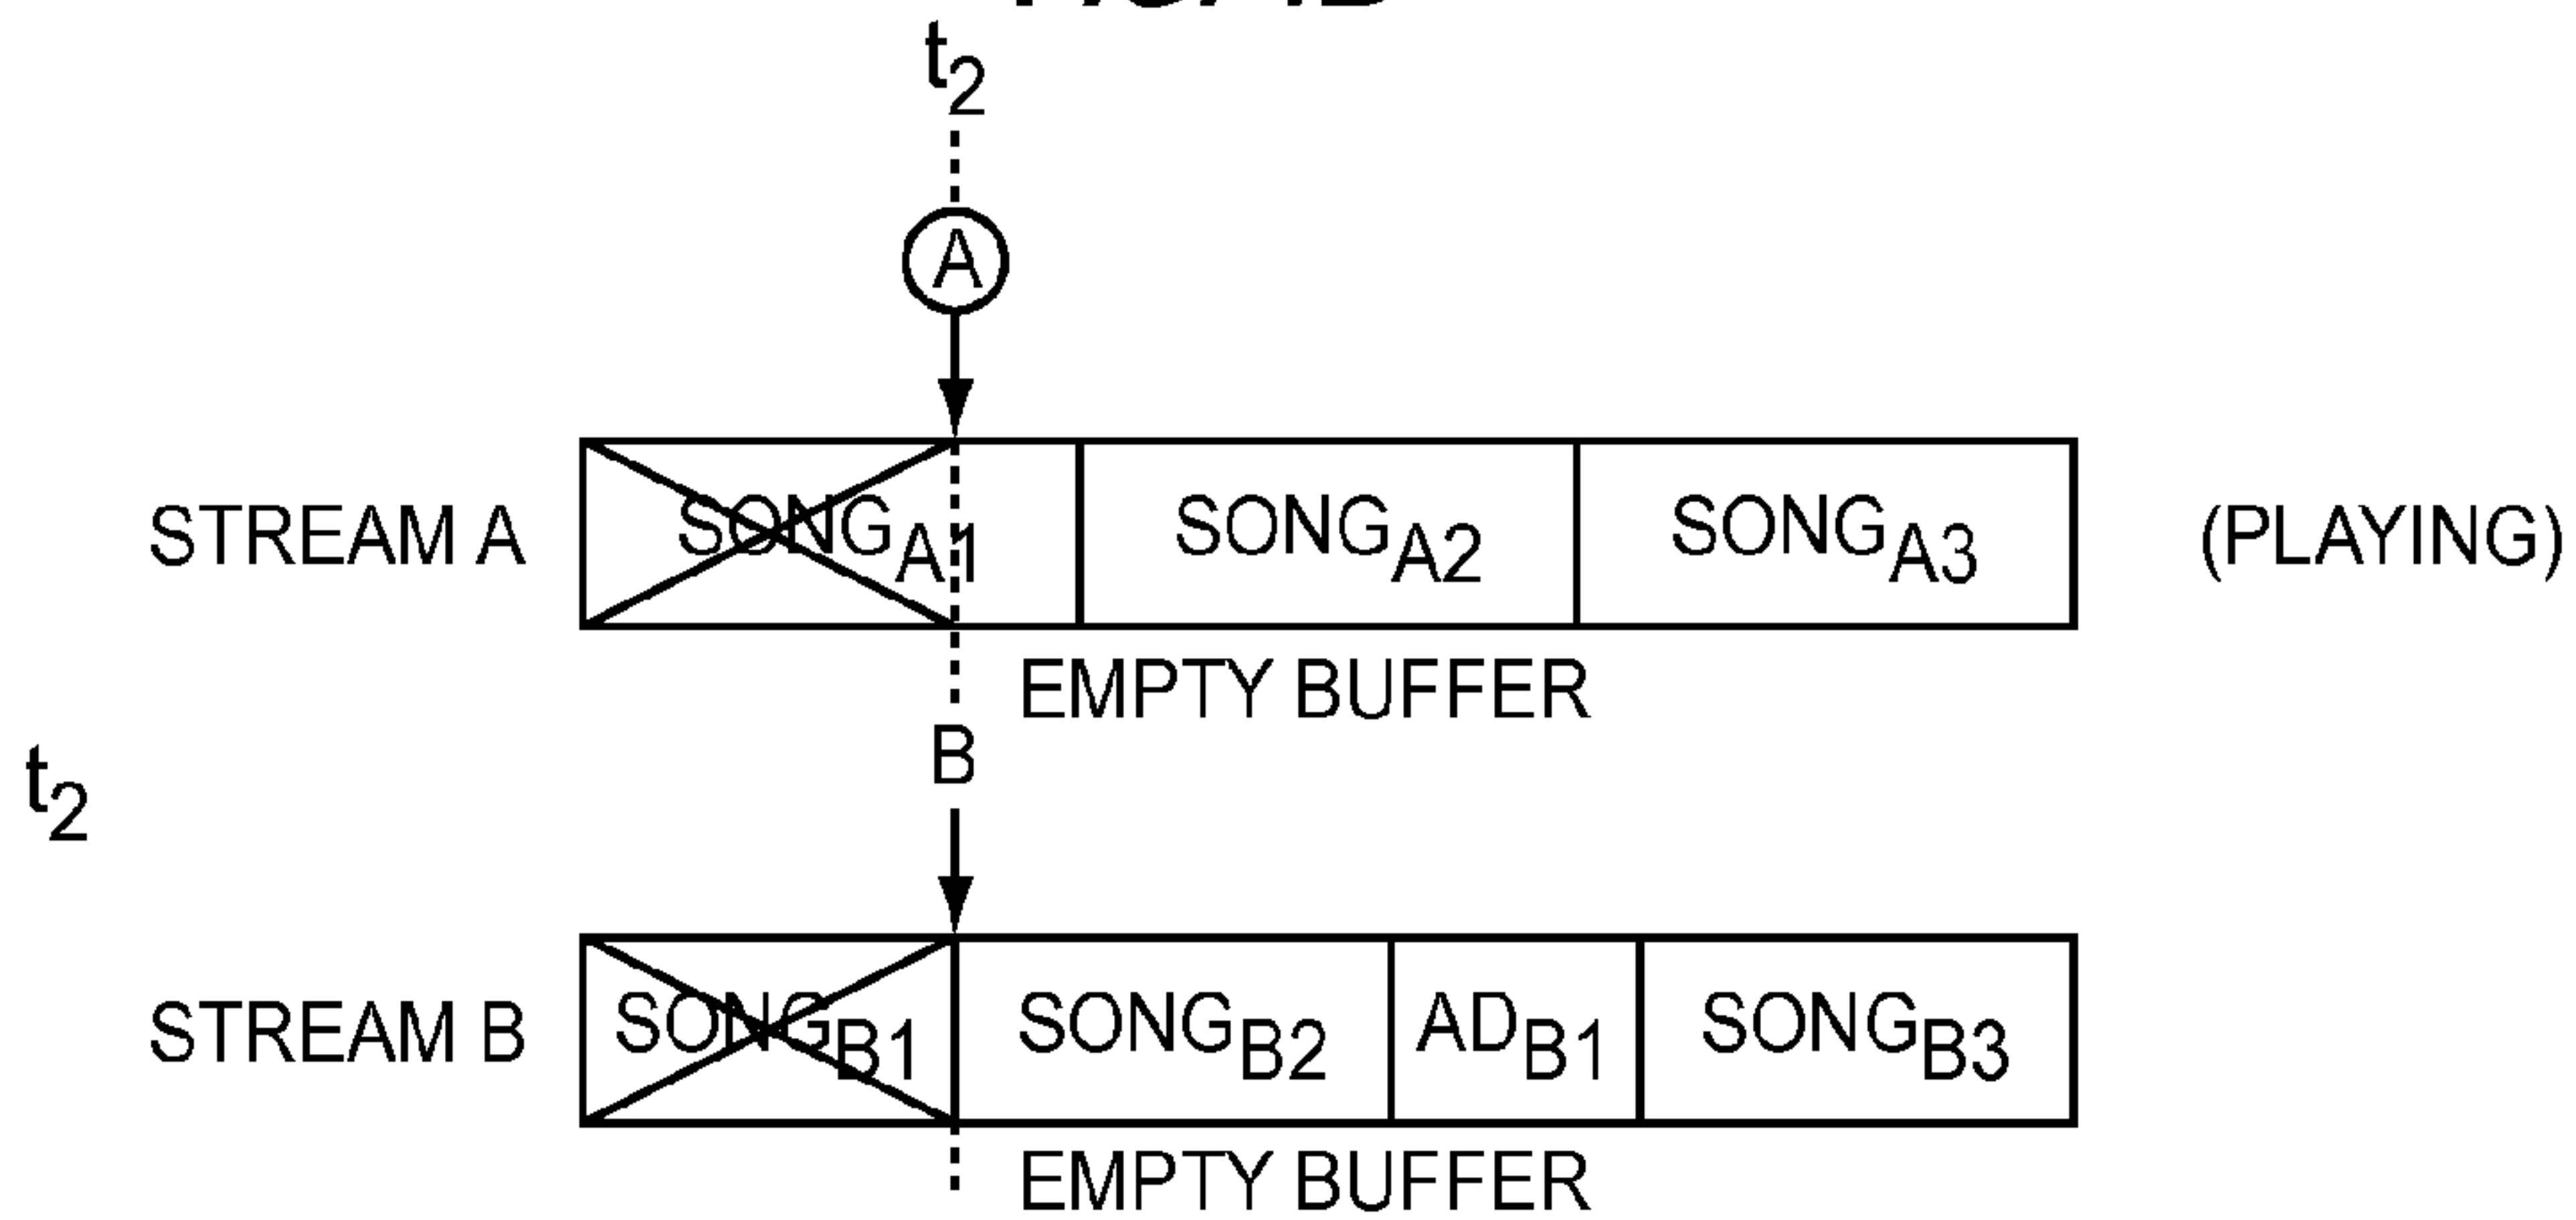 t2
A
STREAM A SONGA1 SONGA2 SONGA3 (PLAYING)
EMPTY BUFFER
B
t2
STREAM B SONGB1 SONGB2 ADB1 SONGB3
EMPTY BUFFER